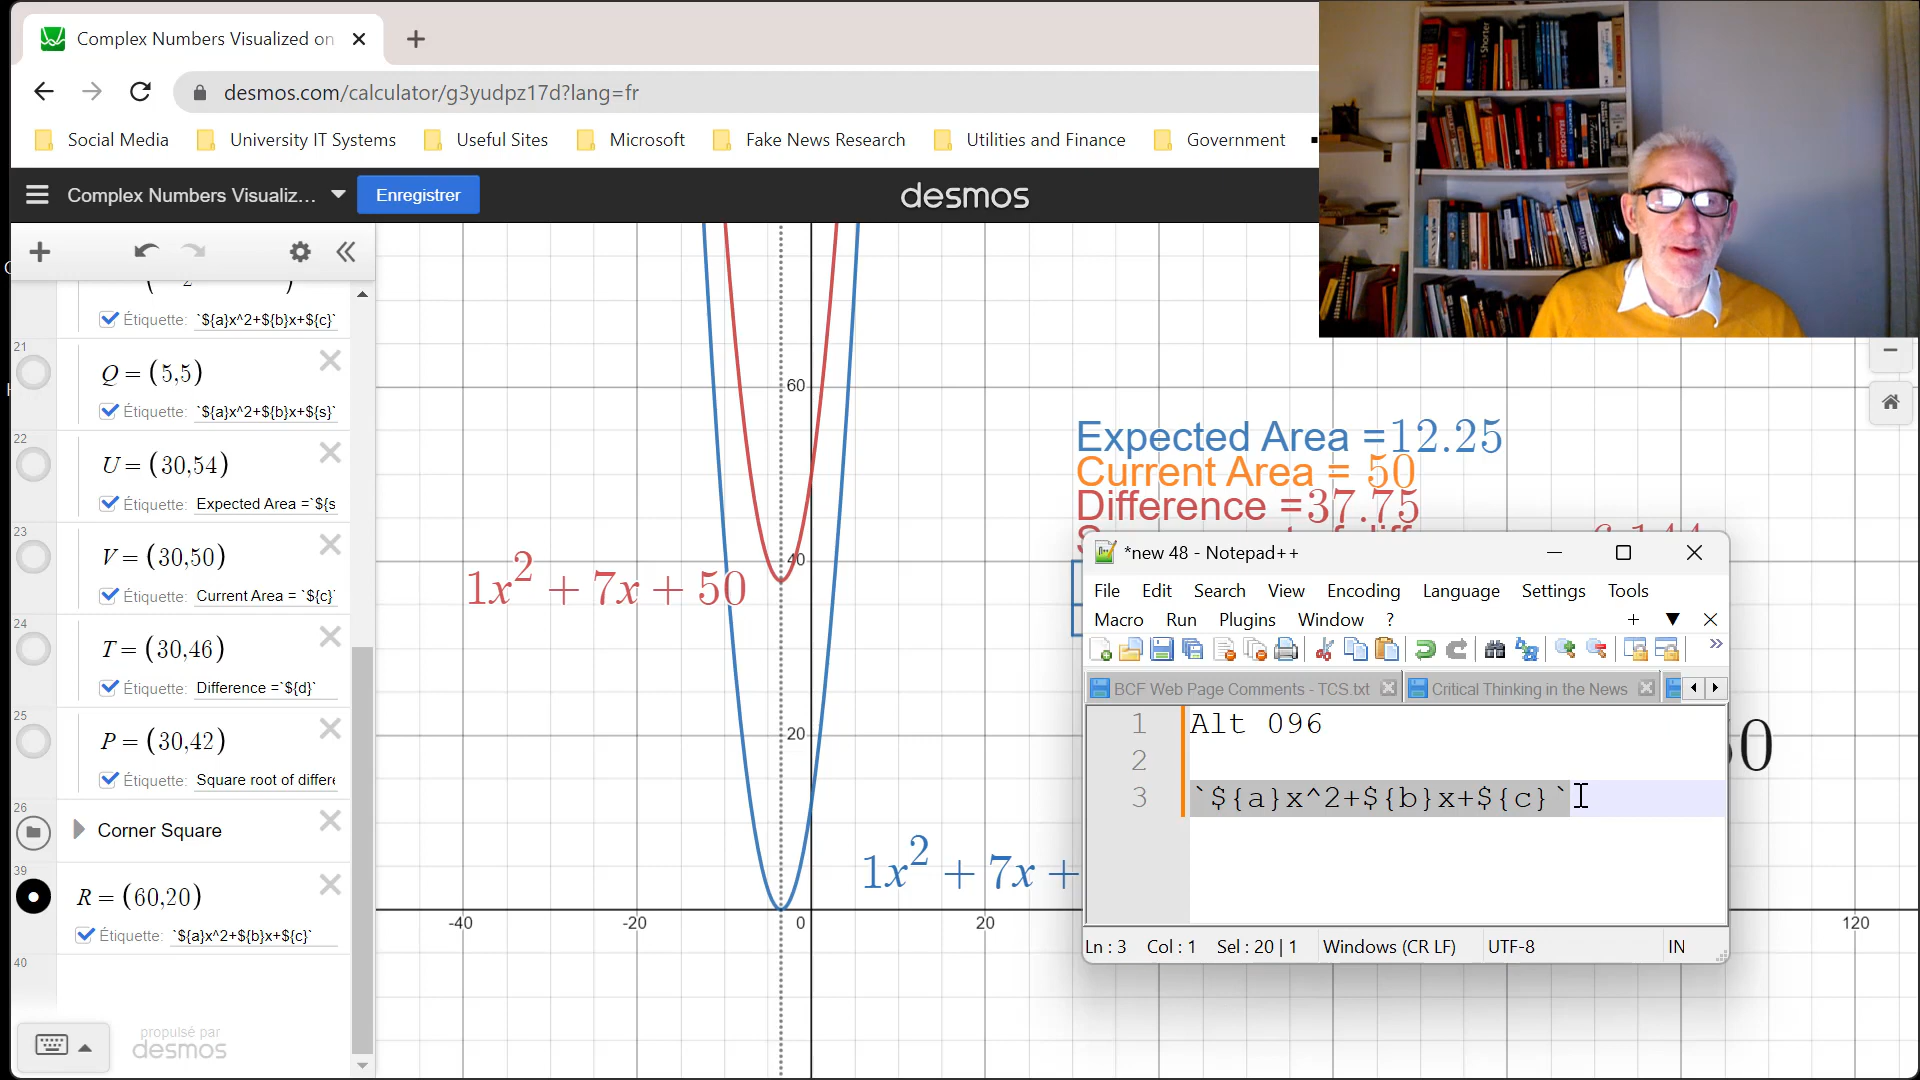 Complex Numbers Visualized on
desmos.com/calculator/g3yudpz17d?lang=fr
Social Media University IT Systems Useful Sites Microsoft Fake News Research Utilities and Finance Government
Complex Numbers Visualiz... Enregistrer desmos
Étiquette: `${a}x^2+${b}x+${c}`
21
Q = (5,5)
Étiquette: `${a}x^2+${b}x+${s}`
22
U = (30,54)
Étiquette: Expected Area =`${s
23
V = (30,50)
Étiquette: Current Area = `${c}`
24
T = (30,46)
Étiquette: Difference =`${d}`
25
P = (30,42)
Étiquette: Square root of differe
26
Corner Square
39
R = (60,20)
Étiquette: `${a}x^2+${b}x+${c}`
40
propulsé par
desmos
60
40
20
-40 -20 0 20 120
1x² + 7x + 50
1x² + 7x +
Expected Area =12.25
Current Area = 50
Difference =37.75
*new 48 - Notepad++
File Edit Search View Encoding Language Settings Tools
Macro Run Plugins Window ?
BCF Web Page Comments - TCS.txt Critical Thinking in the News
1 Alt 096
2
3 `${a}x^2+${b}x+${c}`
Ln : 3 Col : 1 Sel : 20 | 1 Windows (CR LF) UTF-8 IN